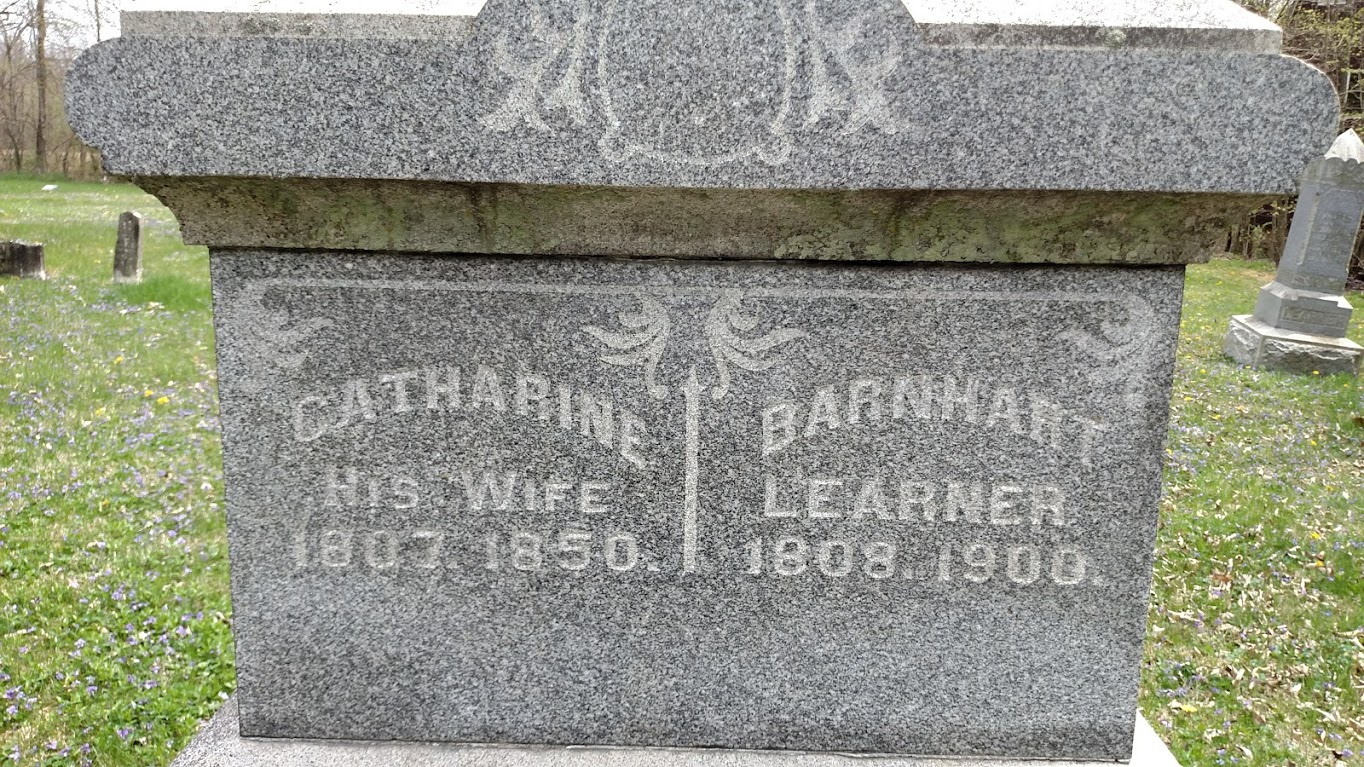 CATHARINE
HIS WIFE
1807. 1850.
BARNHART
LEARNER
1808. 1900.